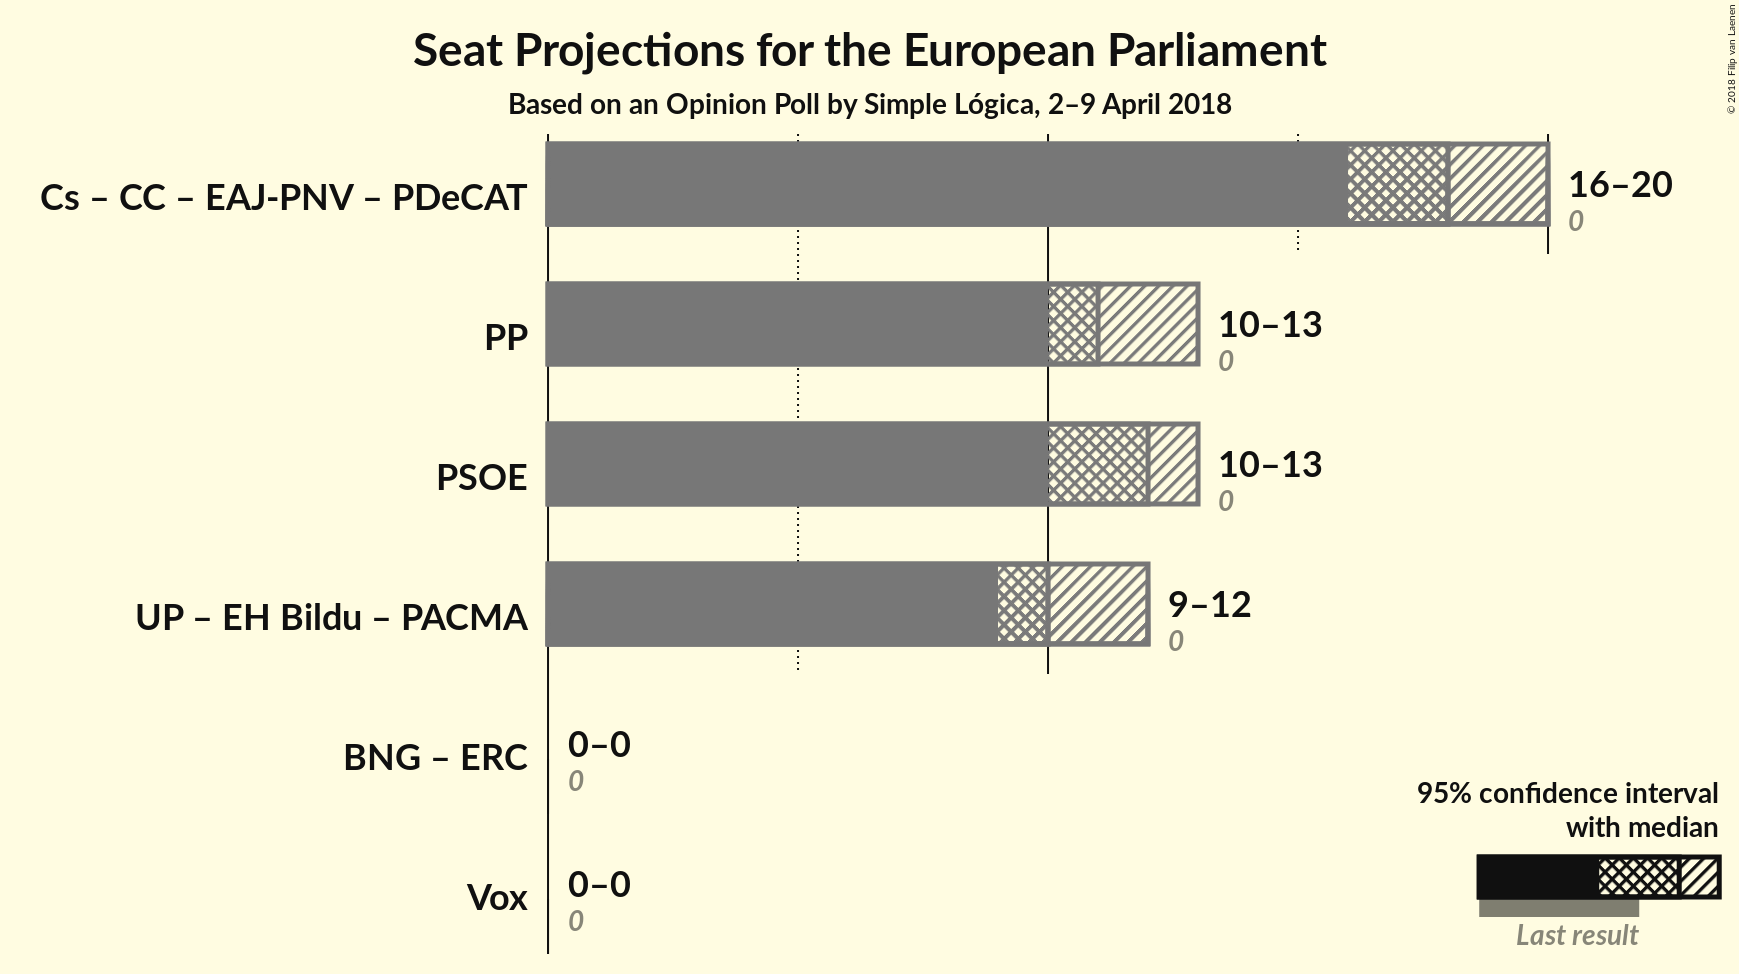 Seat Projections for the European Parliament
Based on an Opinion Poll by Simple Lógica, 2–9 April 2018
© 2018 Filip van Laenen
Cs – CC – EAJ-PNV – PDeCAT
16–20
0
PP
10–13
0
PSOE
10–13
0
UP – EH Bildu – PACMA
9–12
0
BNG – ERC
0–0
0
Vox
0–0
0
95% confidence interval
with median
Last result